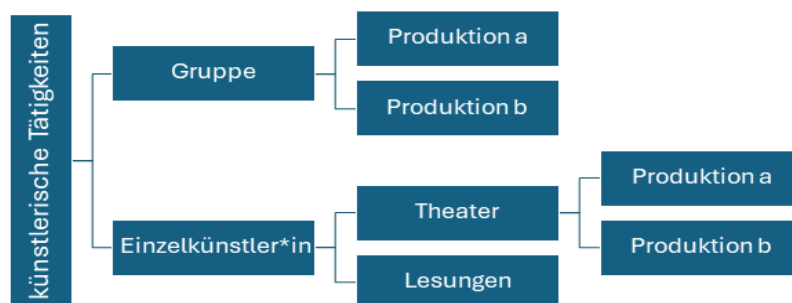 künstlerische Tätigkeiten
Gruppe
Produktion a
Produktion b
Einzelkünstler*in
Theater
Produktion a
Produktion b
Lesungen